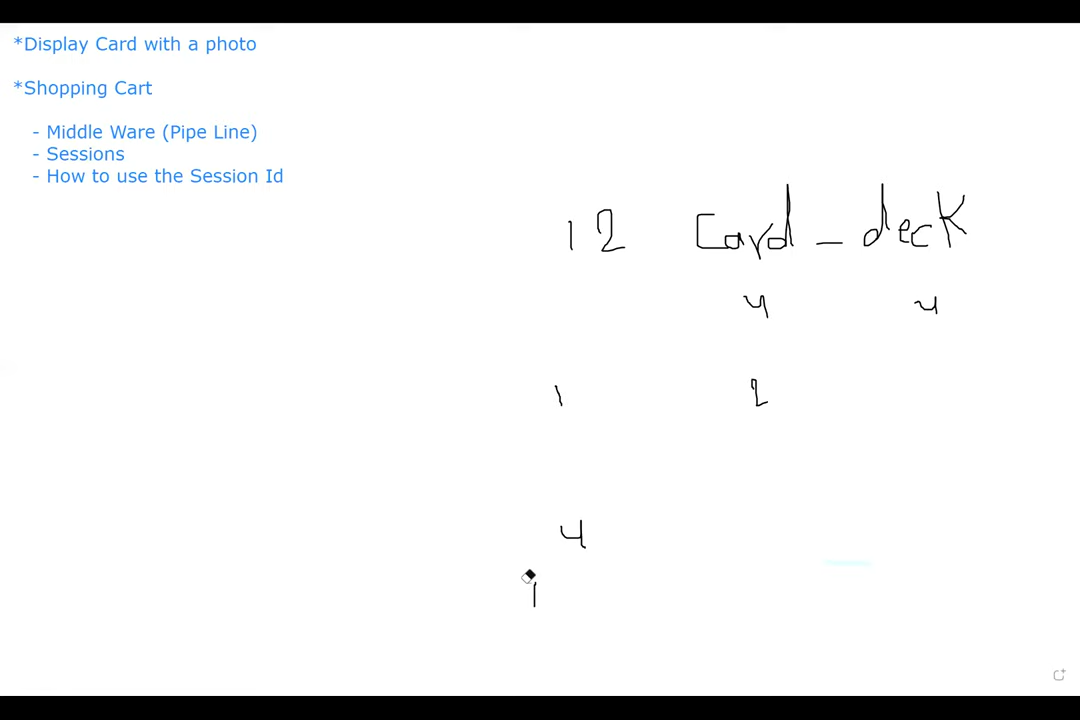 *Display Card with a photo
*Shopping Cart
- Middle Ware (Pipe Line)
- Sessions
- How to use the Session Id
12 Card_deck
4 4
1 2
4
1